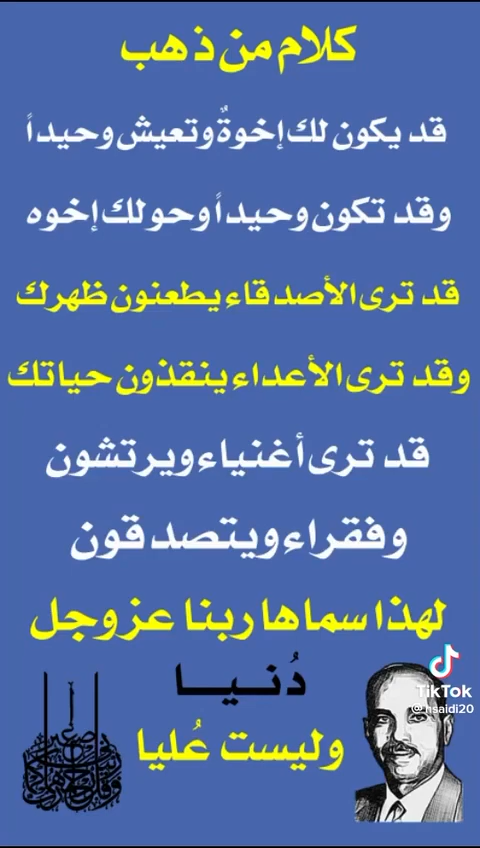 كلام من ذهب
قد يكون لك إخوةٌ وتعيش وحيداً
وقد تكون وحيداً وحولك إخوه
قد ترى الأصدقاء يطعنون ظهرك
وقد ترى الأعداء ينقذون حياتك
قد ترى أغنياء ويرتشون
وفقراء ويتصدقون
لهذا سماها ربنا عزوجل
دُنيا
وليست عُليا
TikTok
@hsaidi20